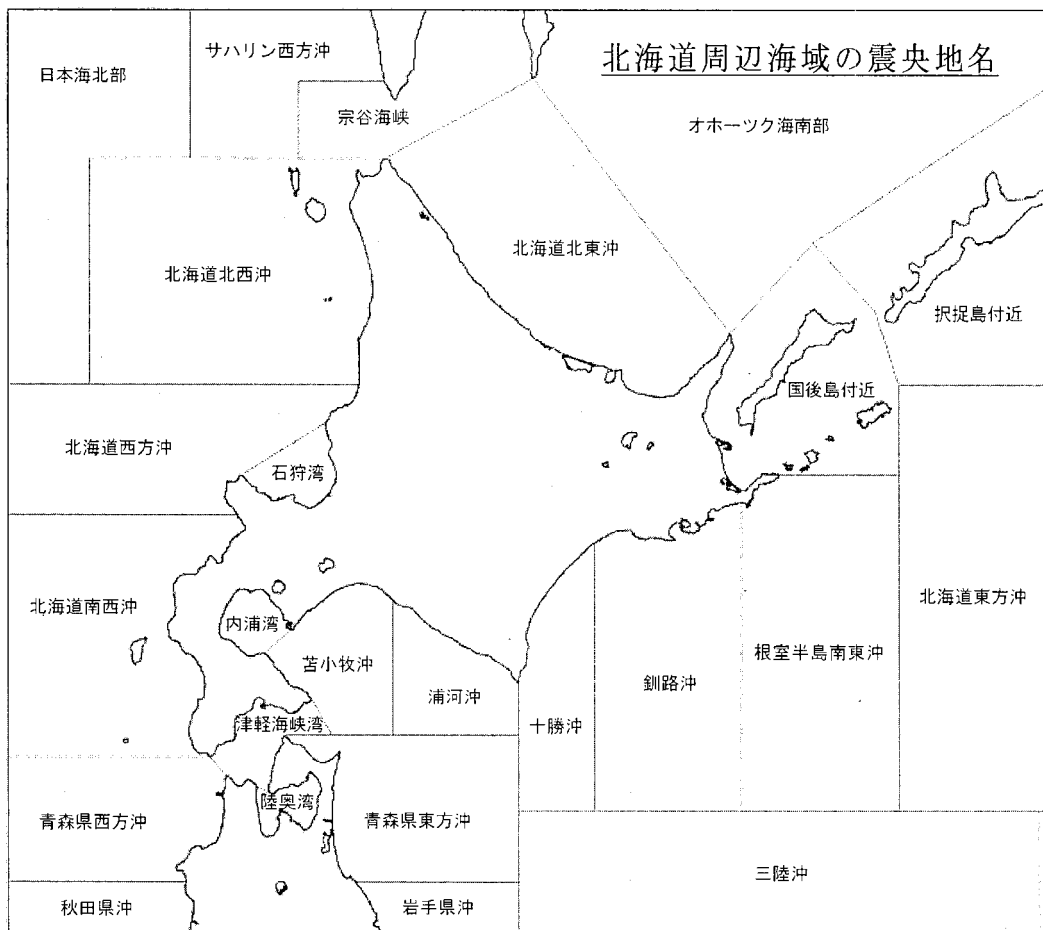 北海道周辺海域の震央地名
日本海北部
サハリン西方沖
宗谷海峡
オホーツク海南部
北海道北西沖
北海道北東沖
択捉島付近
国後島付近
北海道西方沖
石狩湾
北海道南西沖
内浦湾
苫小牧沖
浦河沖
十勝沖
釧路沖
根室半島南東沖
北海道東方沖
津軽海峡湾
陸奥湾
青森県西方沖
青森県東方沖
三陸沖
秋田県沖
岩手県沖